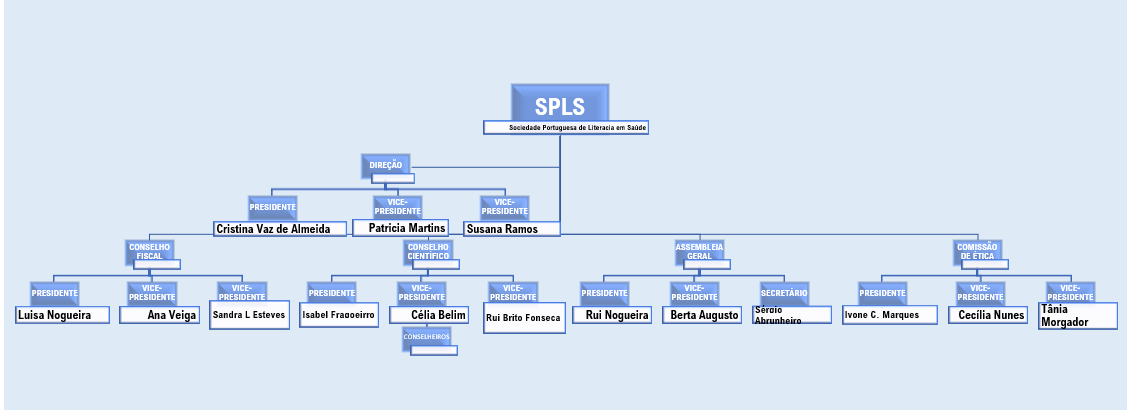 SPLS
Sociedade Portuguesa de Literacia em Saúde
DIREÇÃO
PRESIDENTE
Cristina Vaz de Almeida
VICE-
PRESIDENTE
Patricia Martins
VICE-
PRESIDENTE
Susana Ramos
CONSELHO
FISCAL
PRESIDENTE
Luisa Nogueira
VICE-
PRESIDENTE
Ana Veiga
VICE-
PRESIDENTE
Sandra L Esteves
CONSELHO
CIENTÍFICO
PRESIDENTE
Isabel Fragoeirro
VICE-
PRESIDENTE
Célia Belim
CONSELHEIROS
VICE-
PRESIDENTE
Rui Brito Fonseca
ASSEMBLEIA
GERAL
PRESIDENTE
Rui Nogueira
VICE-
PRESIDENTE
Berta Augusto
SECRETÁRIO
Sérgio
Abrunheiro
COMISSÃO
DE ÉTICA
PRESIDENTE
Ivone C. Marques
VICE-
PRESIDENTE
Cecília Nunes
VICE-
PRESIDENTE
Tânia
Morgador